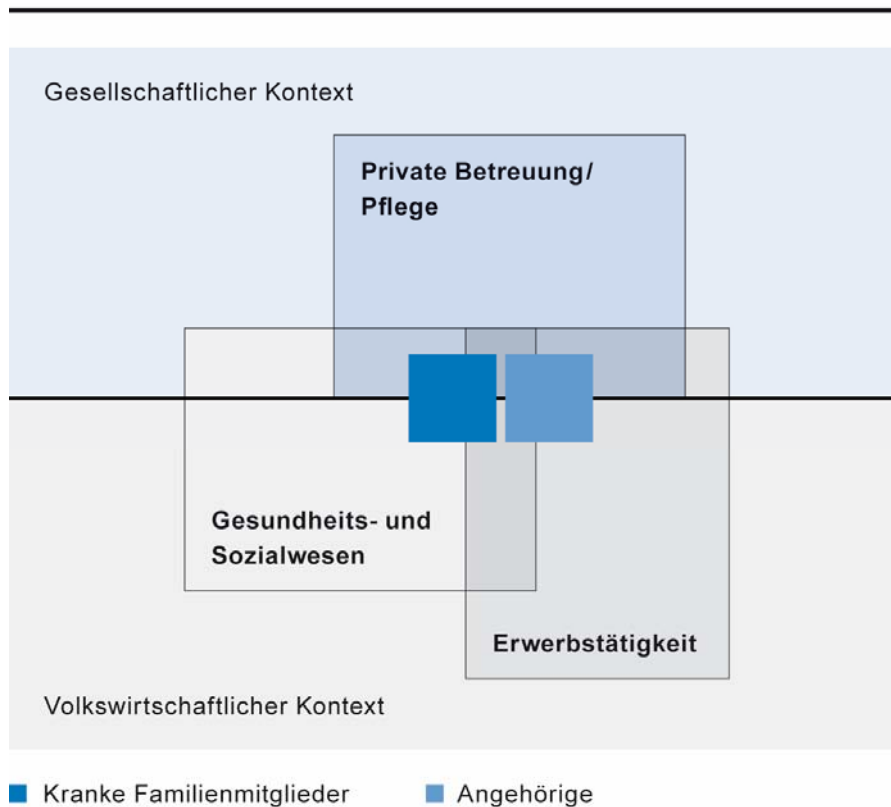 Gesellschaftlicher Kontext
Private Betreuung/
Pflege
Gesundheits- und
Sozialwesen
Erwerbstätigkeit
Volkswirtschaftlicher Kontext
Kranke Familienmitglieder
Angehörige